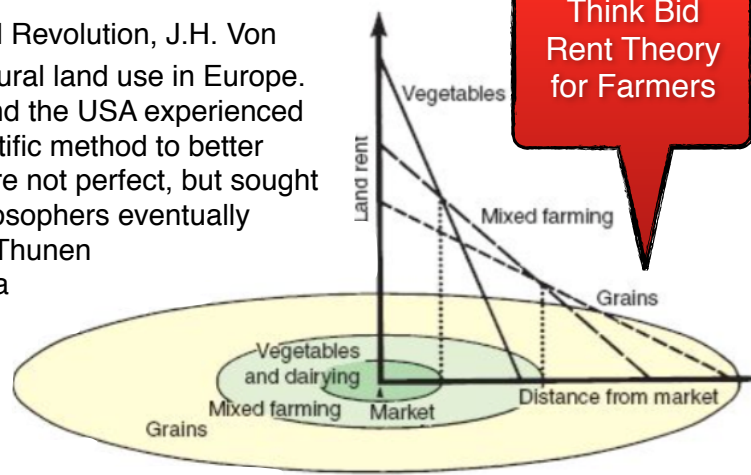 l Revolution, J.H. Von
ural land use in Europe.
nd the USA experienced
tific method to better
re not perfect, but sought
osophers eventually
Thunen
a
Think Bid
Rent Theory
for Farmers
Land rent
Vegetables
Mixed farming
Grains
Vegetables
and dairying
Distance from market
Mixed farming
Market
Grains